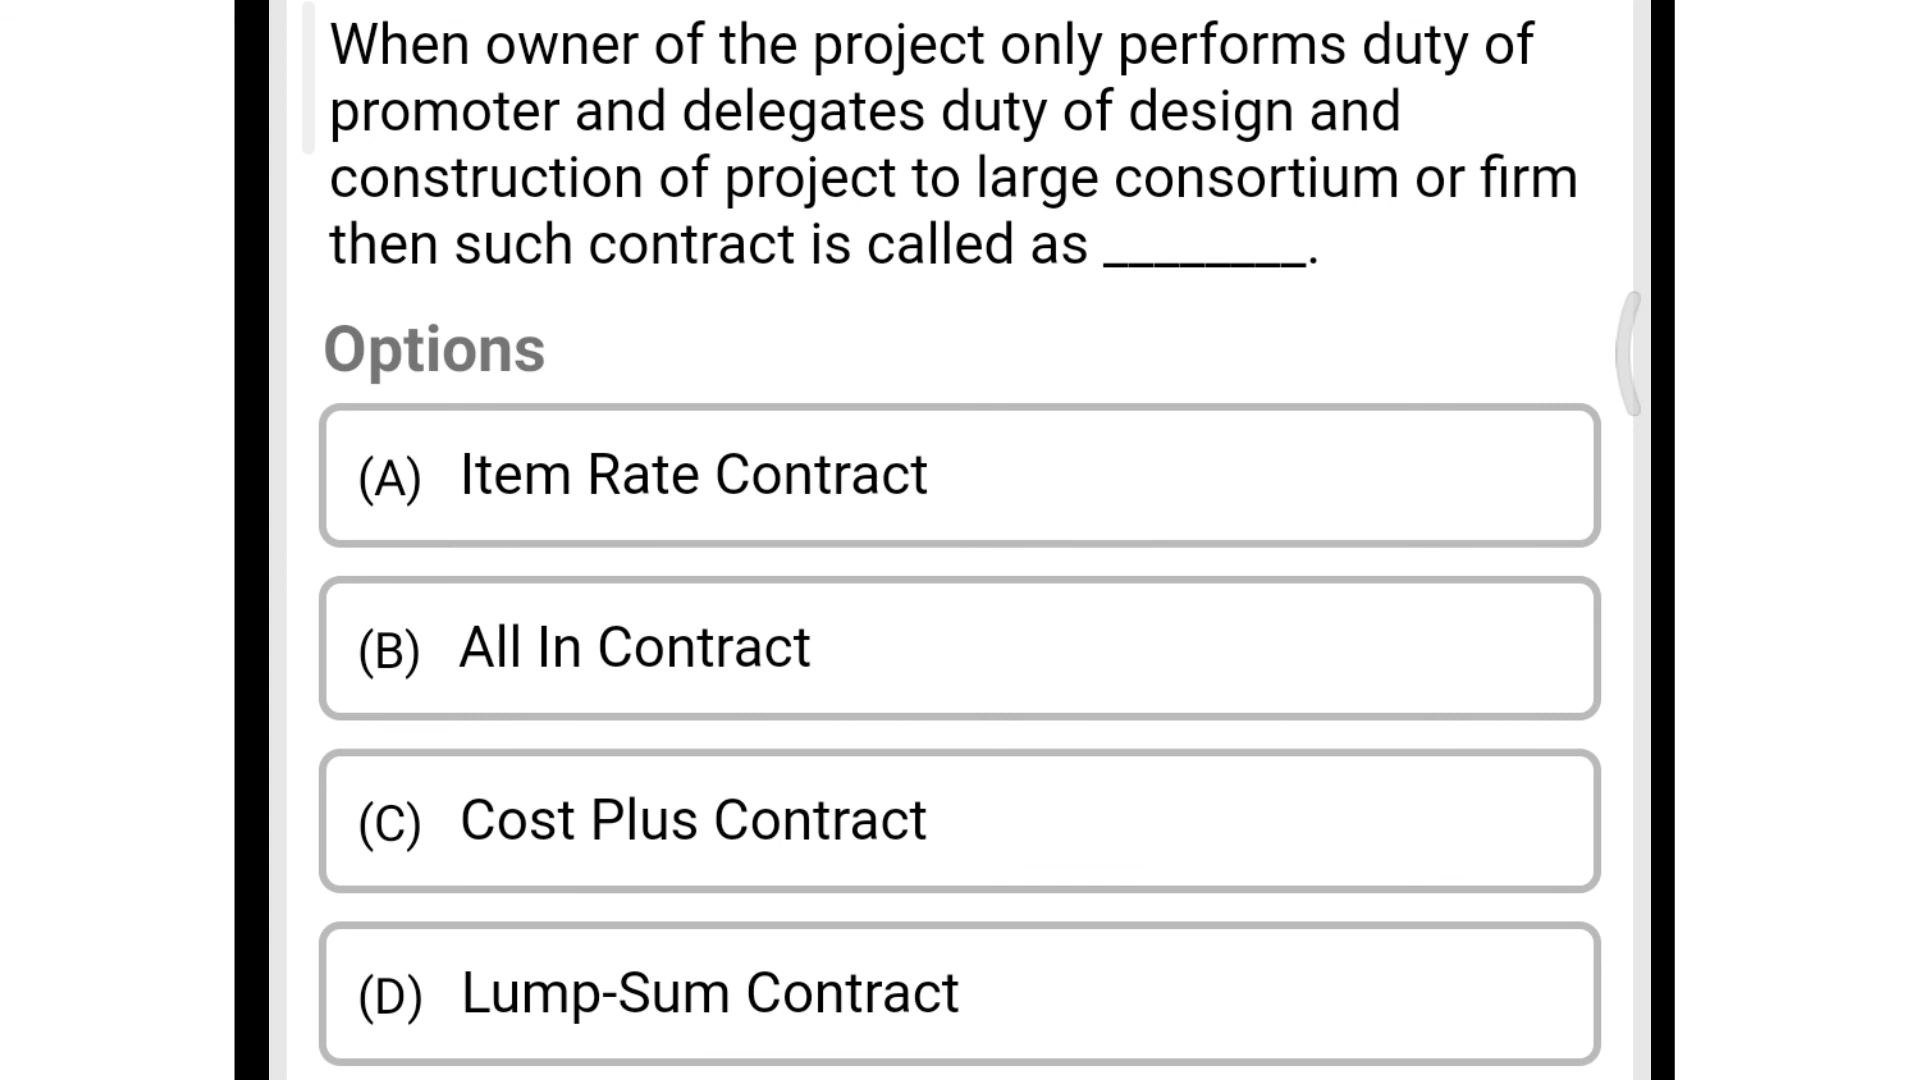 When owner of the project only performs duty of
promoter and delegates duty of design and
construction of project to large consortium or firm
then such contract is called as ________.
Options
(A) Item Rate Contract
(B) All In Contract
(C) Cost Plus Contract
(D) Lump-Sum Contract